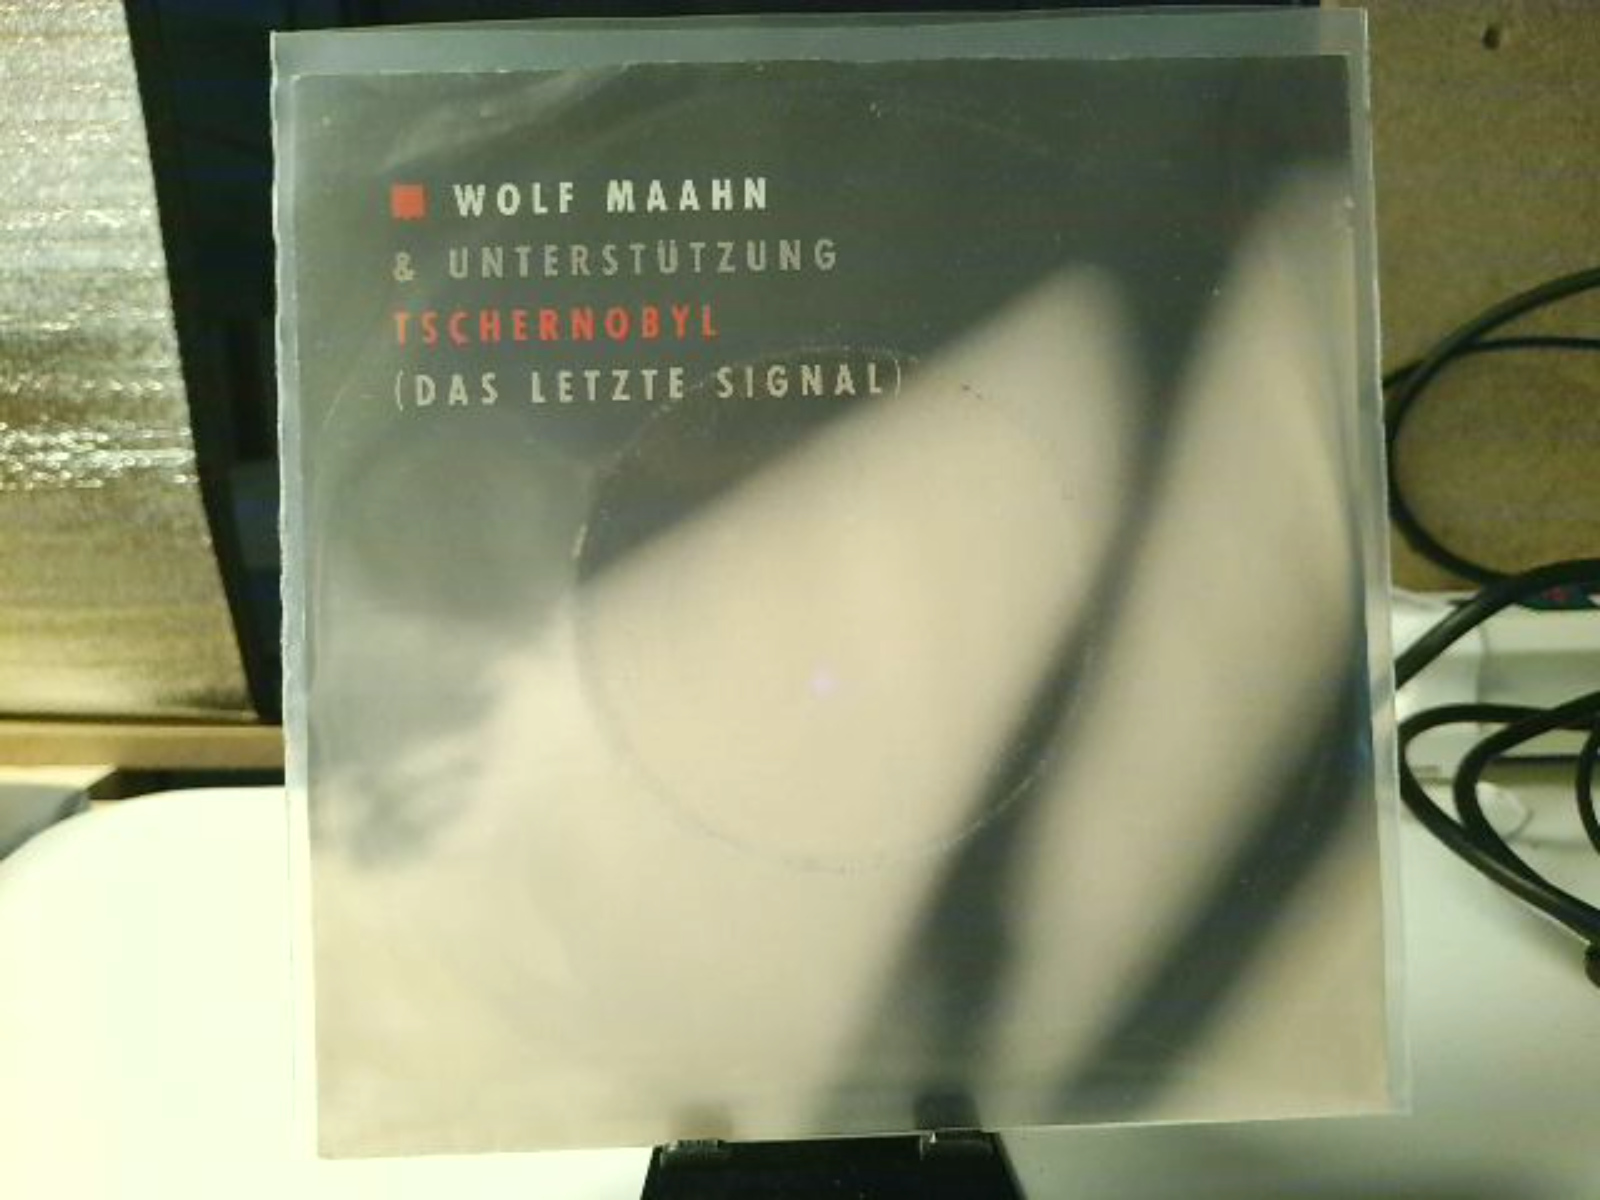 WOLF MAAHN
& UNTERSTÜTZUNG
TSCHERNOBYL
(DAS LETZTE SIGNAL)